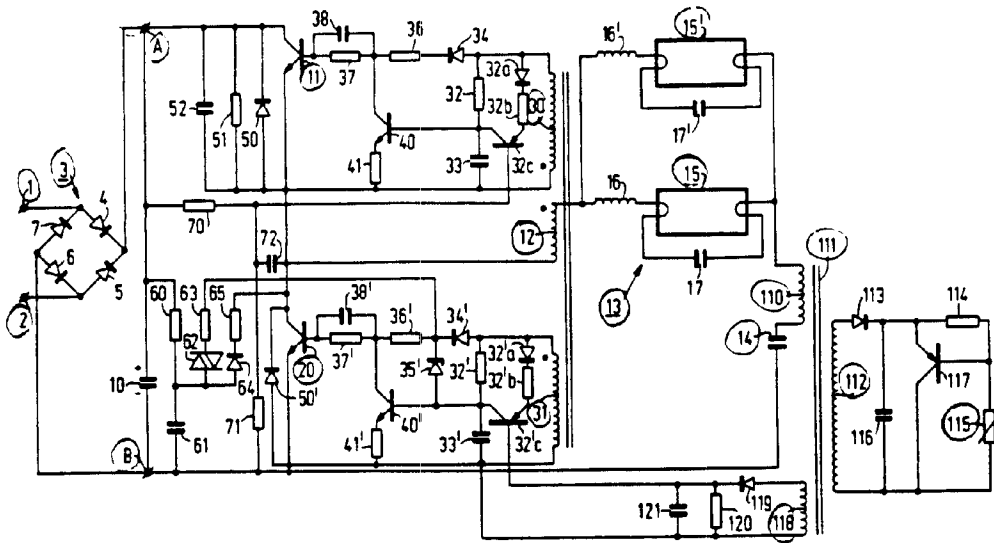 38 36 34 16' 15'
A
11 37 32a
52 51 50 32 32b 30
40 17'
1 3 4 41 33 32c 16 15
7
70 12
6 72 111
2 5 60 63 65 38' 36' 34' 13 17 110 113 114
62 37' 32'a 14
20 35' 32' 32'b 112 117
10 64 50' 31
40" 116 115
61 71 41' 33' 32'c
B
119
121 120 118